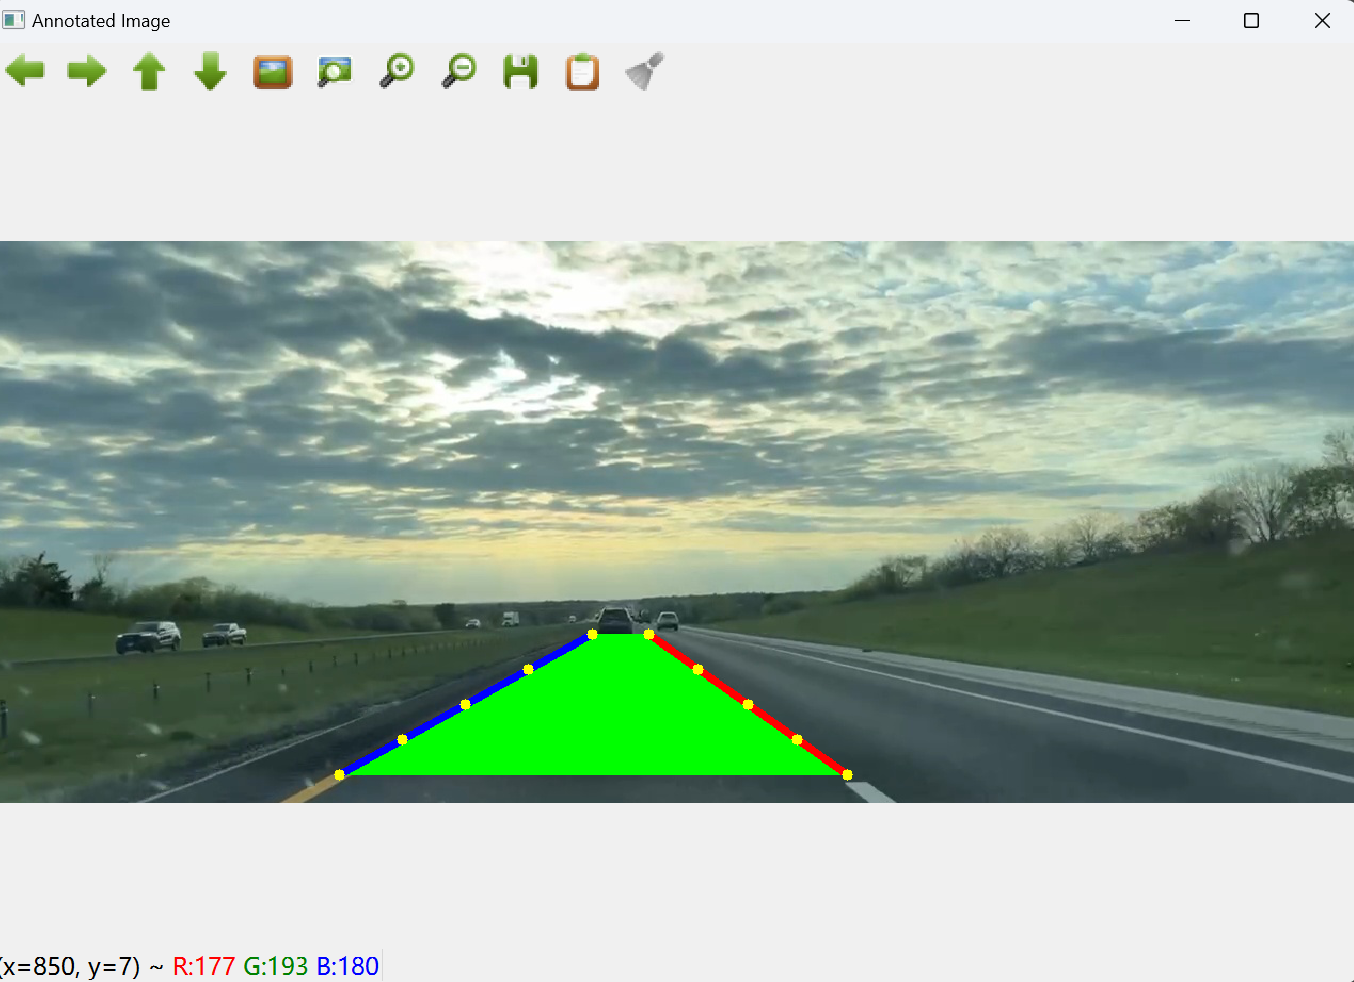 Annotated Image
(x=850, y=7) ~ R:177 G:193 B:180